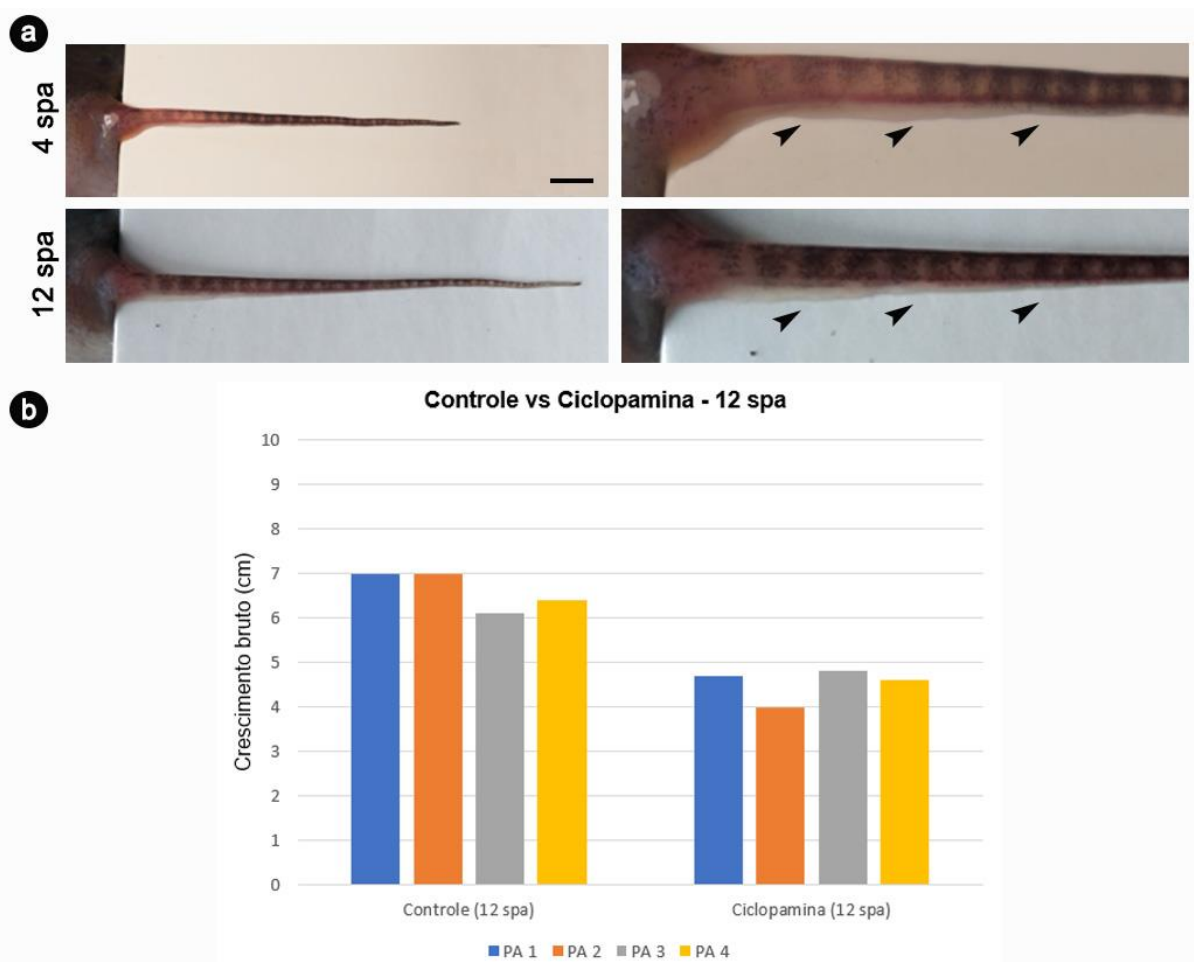 a
4 spa
12 spa
b
Controle vs Ciclopamina - 12 spa
Crescimento bruto (cm)
10
9
8
7
6
5
4
3
2
1
0
Controle (12 spa)
Ciclopamina (12 spa)
PA 1 PA 2 PA 3 PA 4